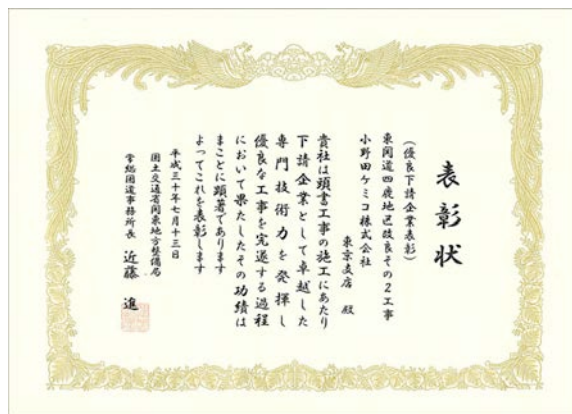 表彰状
(優良下請企業表彰)
東関道四鹿地区改良その2工事
小野田ケミコ株式会社
東京支店 殿
貴社は頭書工事の施工にあたり
下請企業として卓越した
専門技術力を発揮し
優良な工事を完遂する過程
において果たしたその功績は
まことに顕著であります
よってこれを表彰します
平成三十年七月十三日
国土交通省関東地方整備局
常総国道事務所長 近藤 進